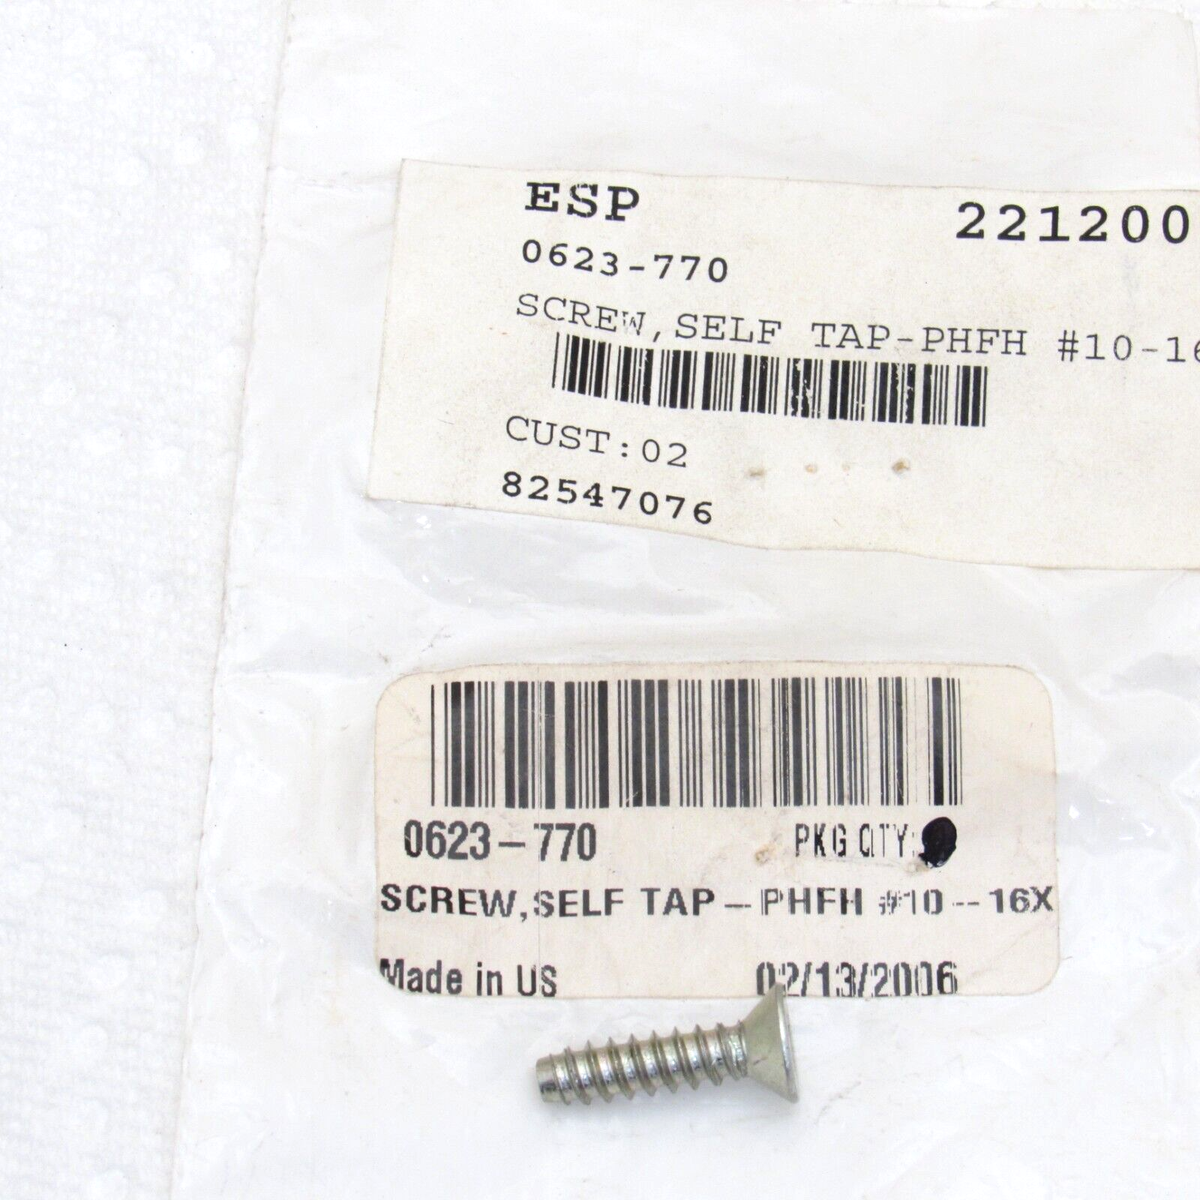 ESP 221200
0623-770
SCREW,SELF TAP-PHFH #10-16
CUST:02
82547076
0623-770 PKG QTY:
SCREW,SELF TAP-PHFH #10--16X
Made in US 02/13/2006